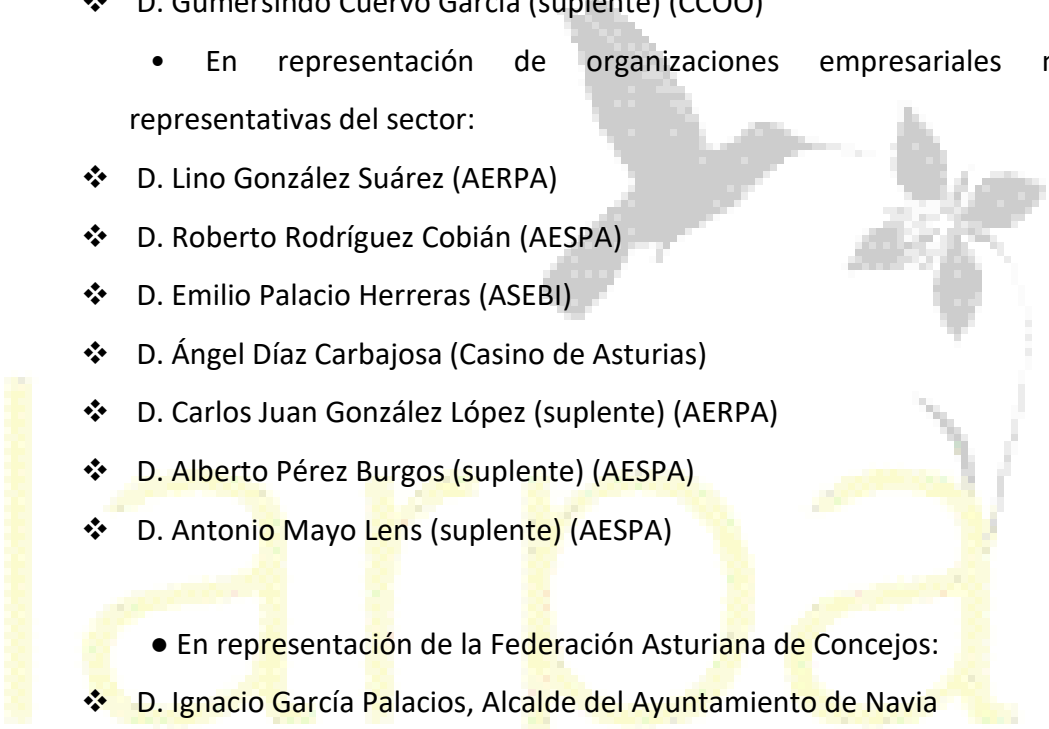 ❖ D. Gumersindo Cuervo García (suplente) (CCOO)
• En representación de organizaciones empresariales
representativas del sector:
❖ D. Lino González Suárez (AERPA)
❖ D. Roberto Rodríguez Cobián (AESPA)
❖ D. Emilio Palacio Herreras (ASEBI)
❖ D. Ángel Díaz Carbajosa (Casino de Asturias)
❖ D. Carlos Juan González López (suplente) (AERPA)
❖ D. Alberto Pérez Burgos (suplente) (AESPA)
❖ D. Antonio Mayo Lens (suplente) (AESPA)
larpa
● En representación de la Federación Asturiana de Concejos:
❖ D. Ignacio García Palacios, Alcalde del Ayuntamiento de Navia